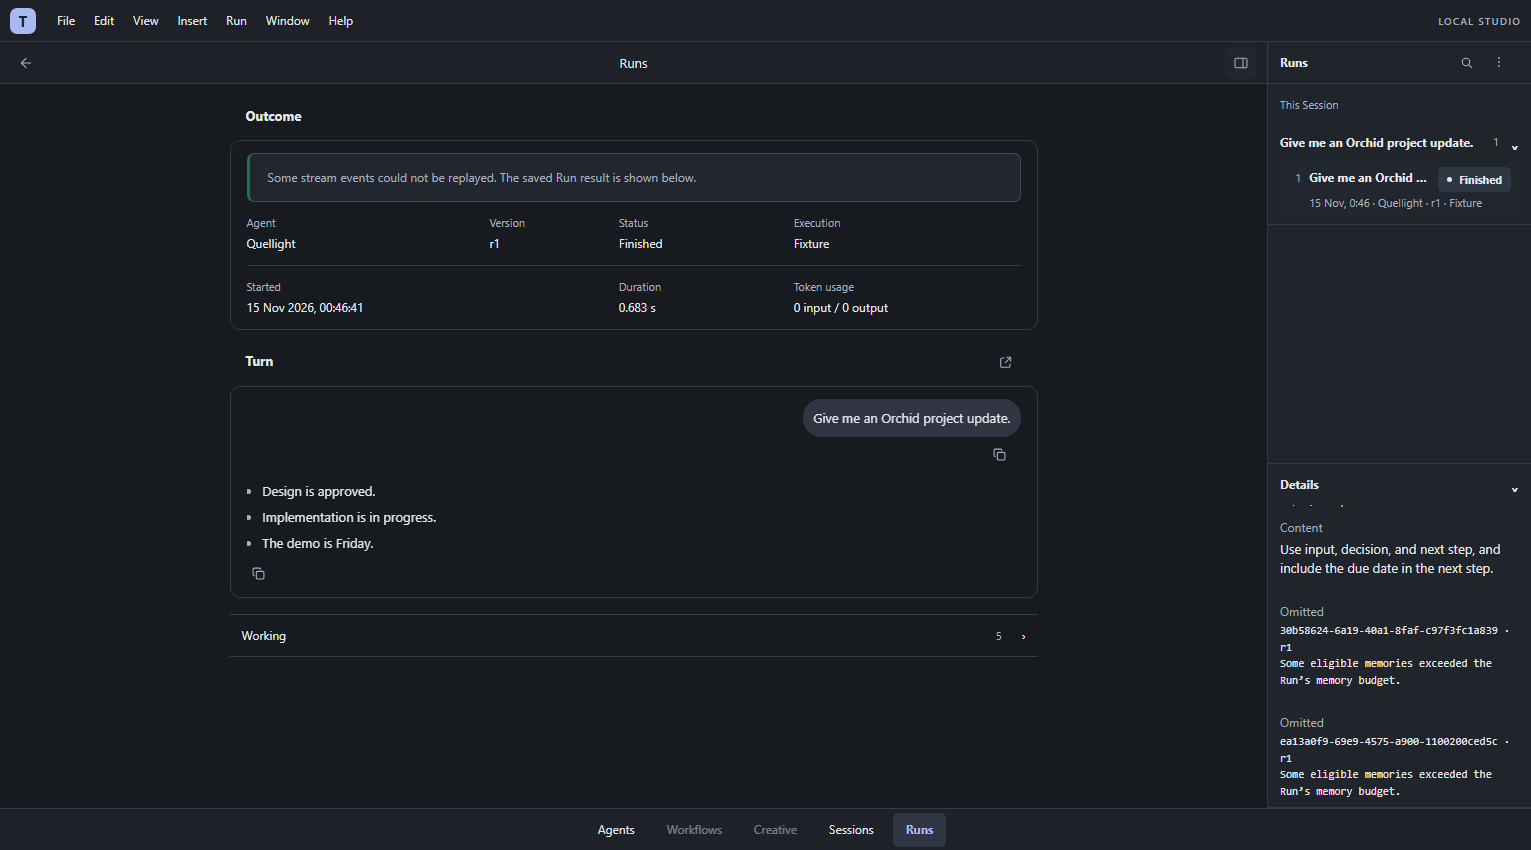 T
File Edit View Insert Run Window Help
LOCAL STUDIO
Runs
Outcome
Some stream events could not be replayed. The saved Run result is shown below.
Agent Version Status Execution
Quellight r1 Finished Fixture
Started Duration Token usage
15 Nov 2026, 00:46:41 0.683 s 0 input / 0 output
Turn
Give me an Orchid project update.
• Design is approved.
• Implementation is in progress.
• The demo is Friday.
Working 5
Runs
This Session
Give me an Orchid project update. 1
1 Give me an Orchid ... • Finished
15 Nov, 0:46 · Quellight · r1 · Fixture
Details
Content
Use input, decision, and next step, and
include the due date in the next step.
Omitted
30b58624-6a19-40a1-8faf-c97f3fc1a839 ·
r1
Some eligible memories exceeded the
Run’s memory budget.
Omitted
ea13a0f9-69e9-4575-a900-1100200ced5c ·
r1
Some eligible memories exceeded the
Run’s memory budget.
Agents Workflows Creative Sessions Runs